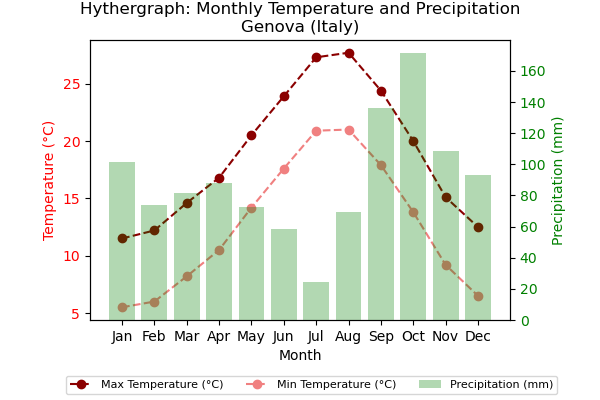 Hythergraph: Monthly Temperature and Precipitation
Genova (Italy)
Temperature (°C)
25
20
15
10
5
160
140
120
100
80
60
40
20
0
Precipitation (mm)
Jan Feb Mar Apr May Jun Jul Aug Sep Oct Nov Dec
Month
Max Temperature (°C) Min Temperature (°C) Precipitation (mm)